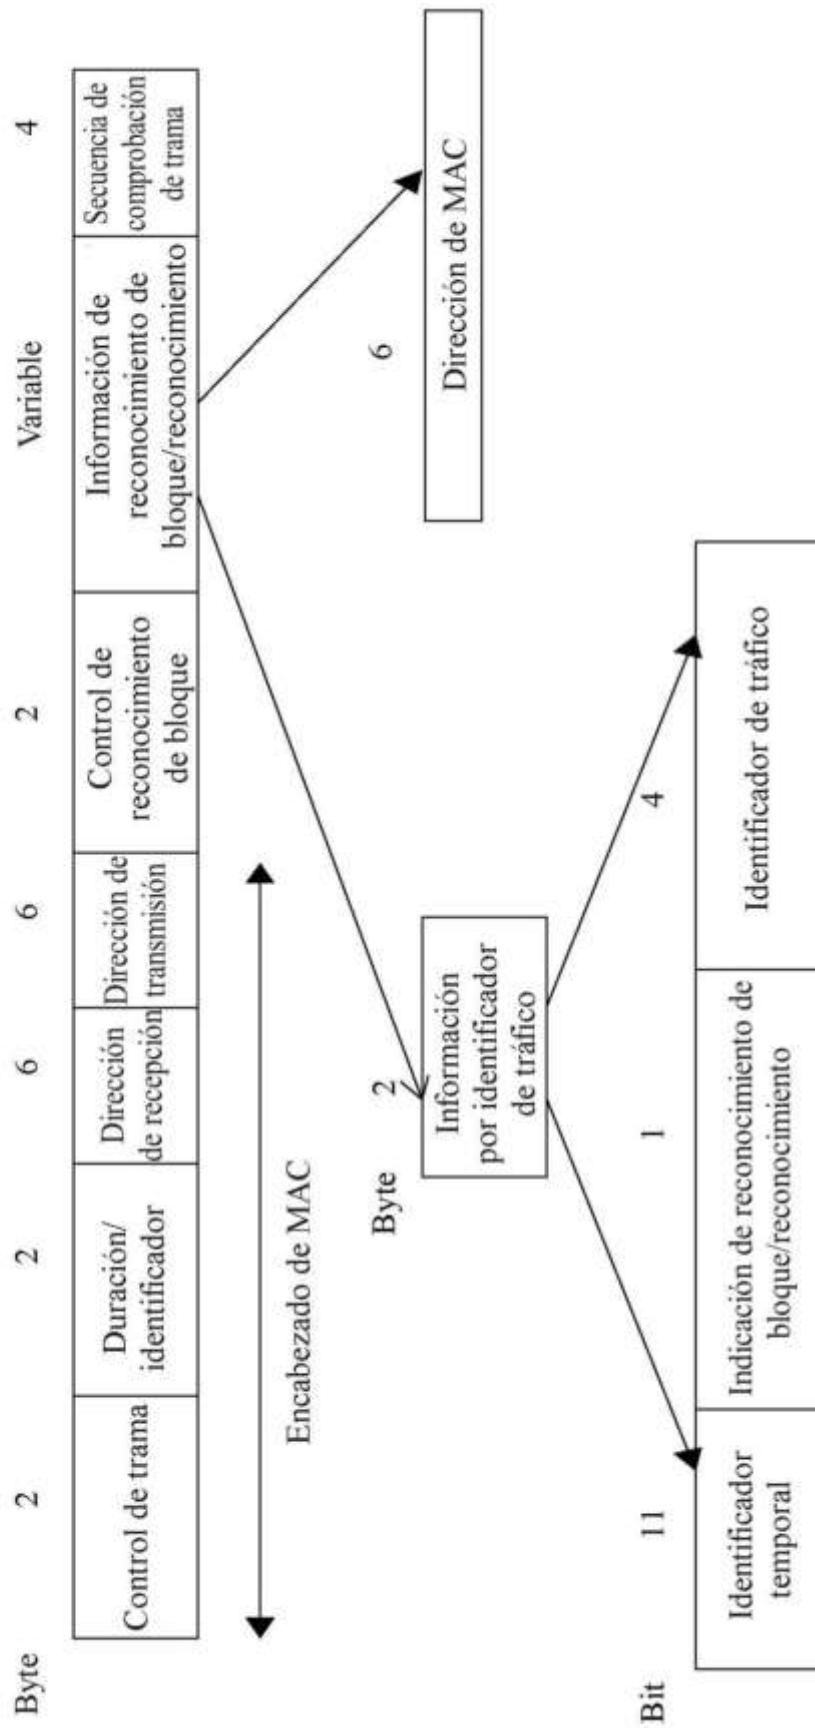 Byte
2
2
6
6
2
Variable
4
Control de trama
Duración/
identificador
Dirección
de recepción
Dirección de
transmisión
Control de
reconocimiento
de bloque
Información de
reconocimiento de
bloque/reconocimiento
Secuencia de
comprobación
de trama
Encabezado de MAC
Byte
2
6
Información
por identificador
de tráfico
Dirección de MAC
Bit
11
1
4
Identificador
temporal
Indicación de reconocimiento de
bloque/reconocimiento
Identificador de tráfico